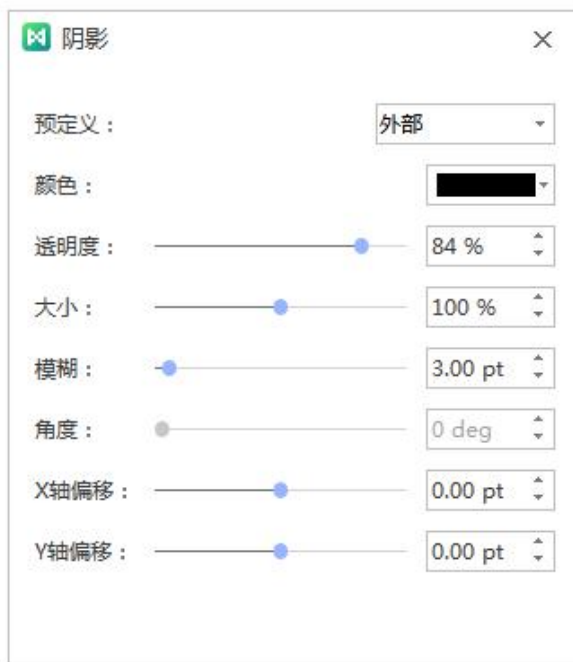 阴影
预定义：
外部
颜色：
透明度：
84 %
大小：
100 %
模糊：
3.00 pt
角度：
0 deg
X轴偏移：
0.00 pt
Y轴偏移：
0.00 pt